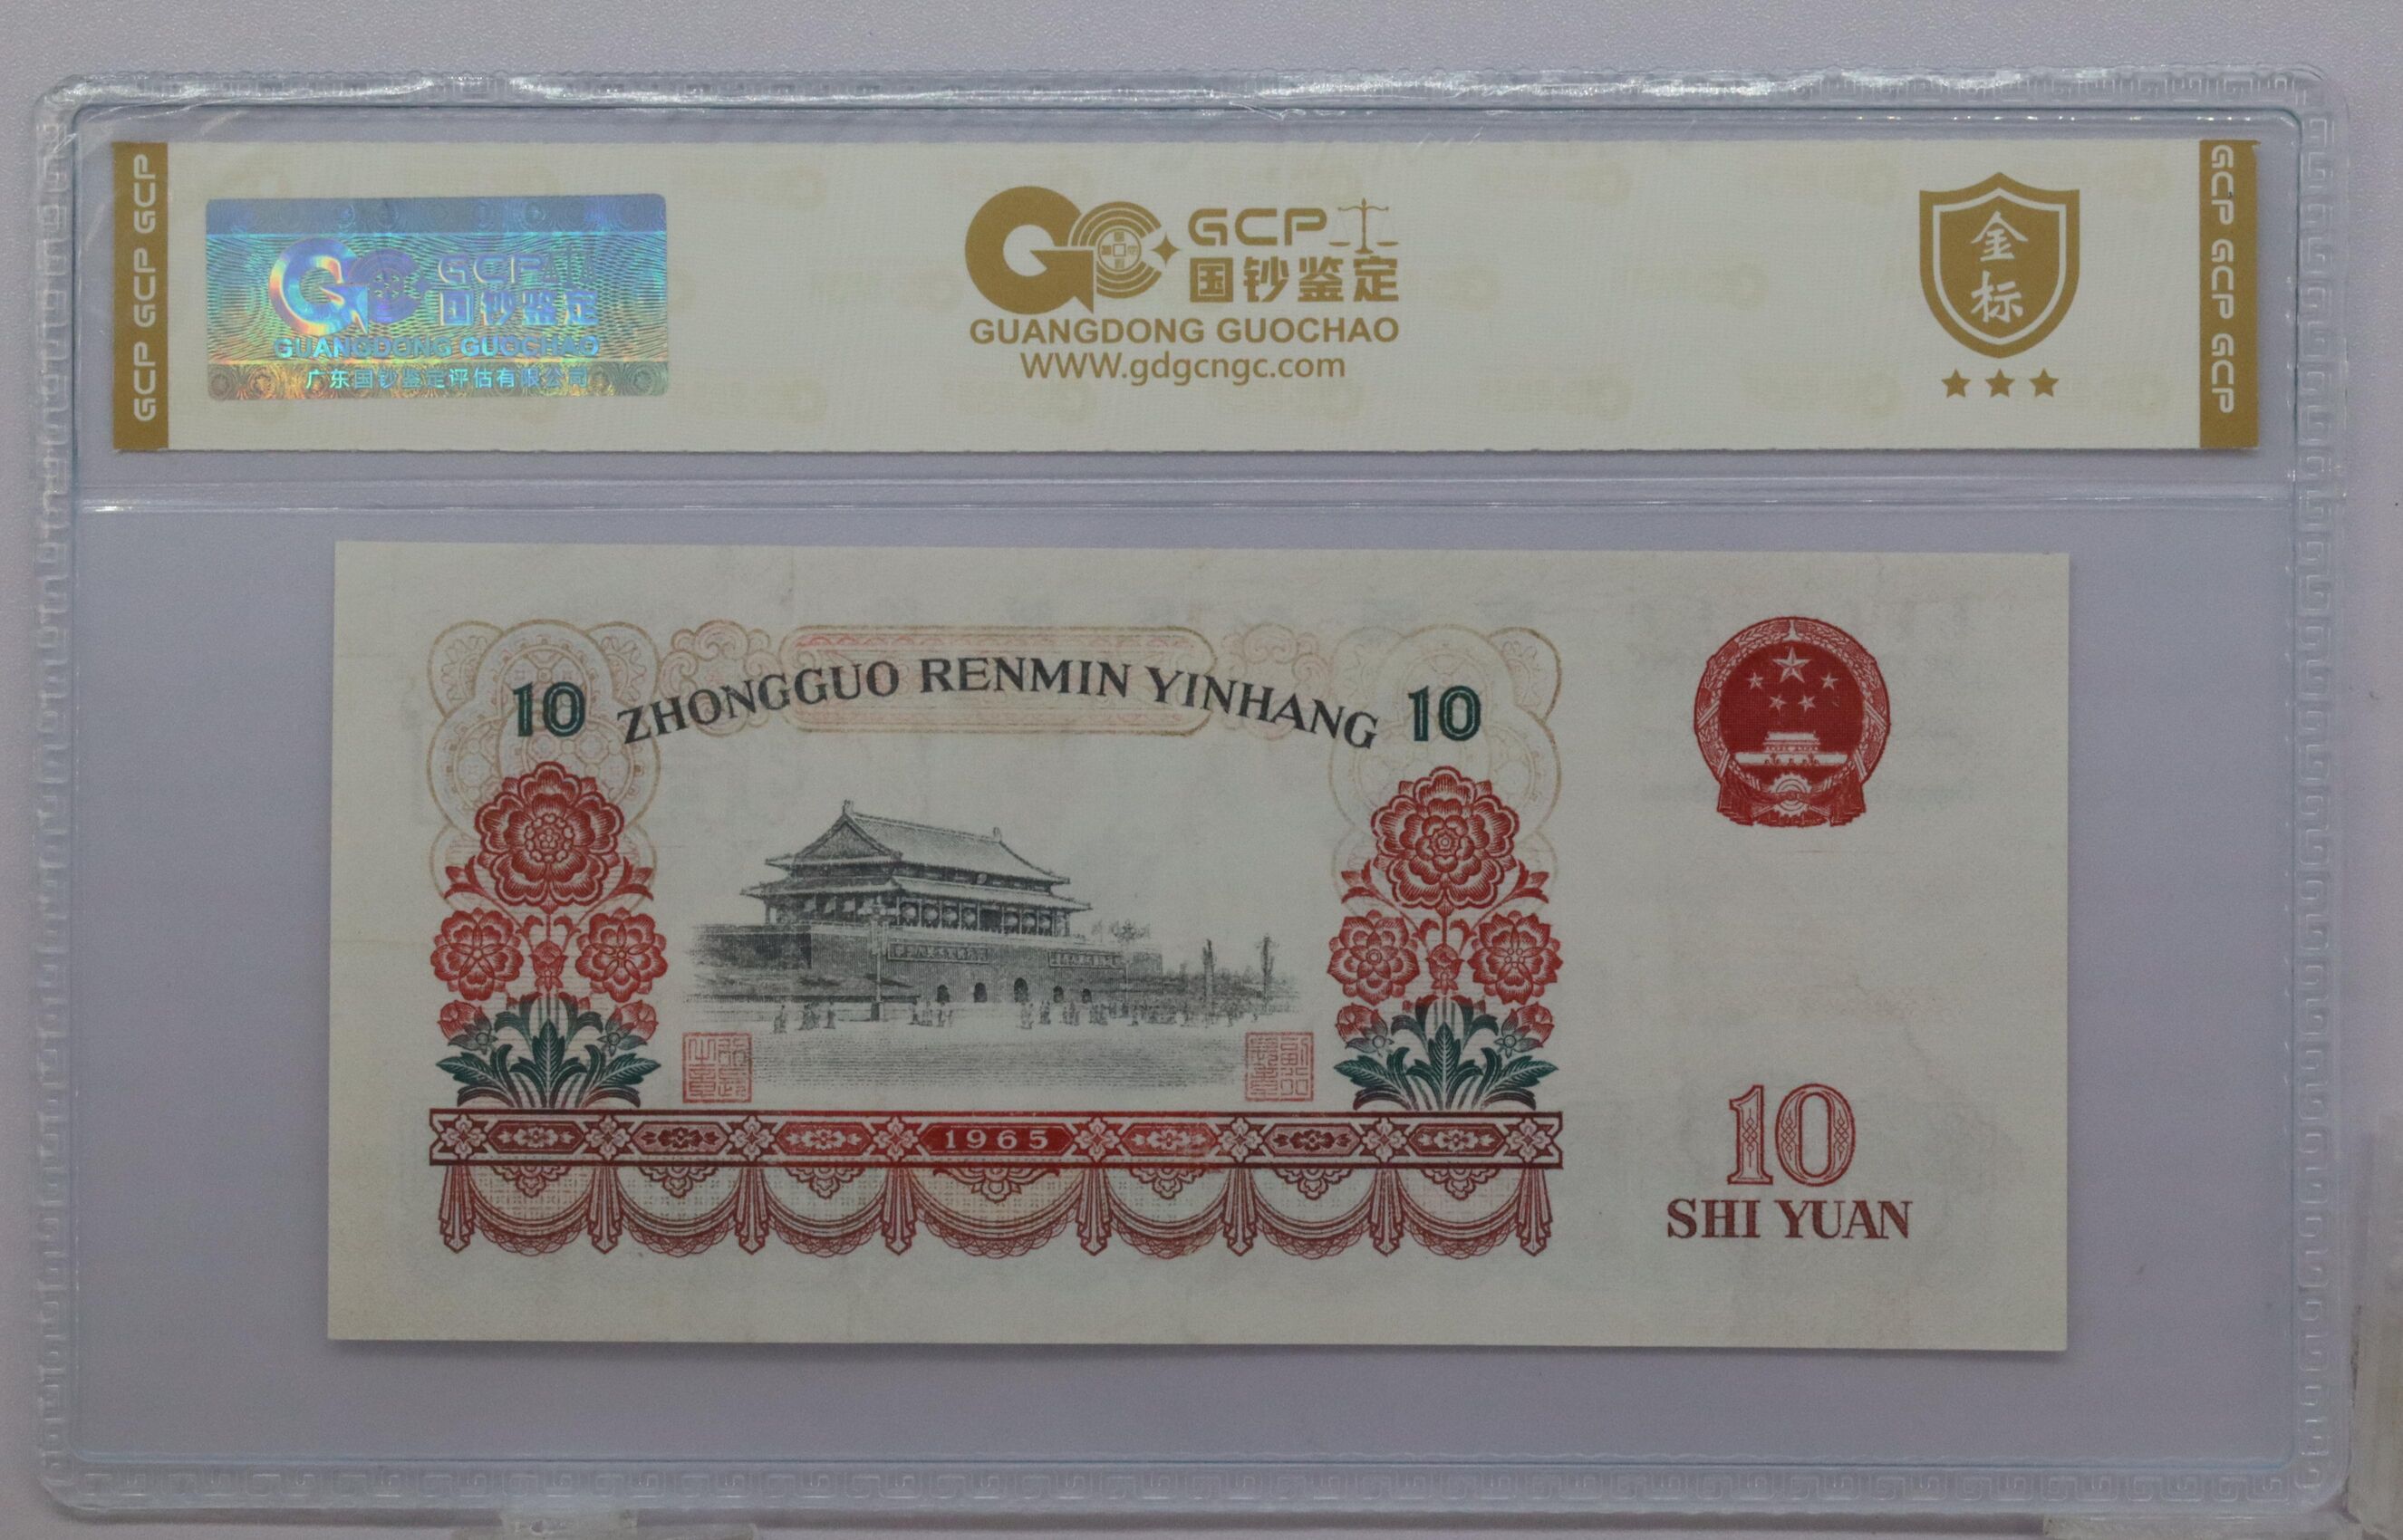 GCP GCP GCP
GCP
国钞鉴定
GUANGDONG GUOCHAO
广东国钞鉴定评估有限公司
GCP
国钞鉴定
GUANGDONG GUOCHAO
WWW.gdgcngc.com
金
标
GCP GCP GCP
10 ZHONGGUO RENMIN YINHANG 10
1965
10
SHI YUAN